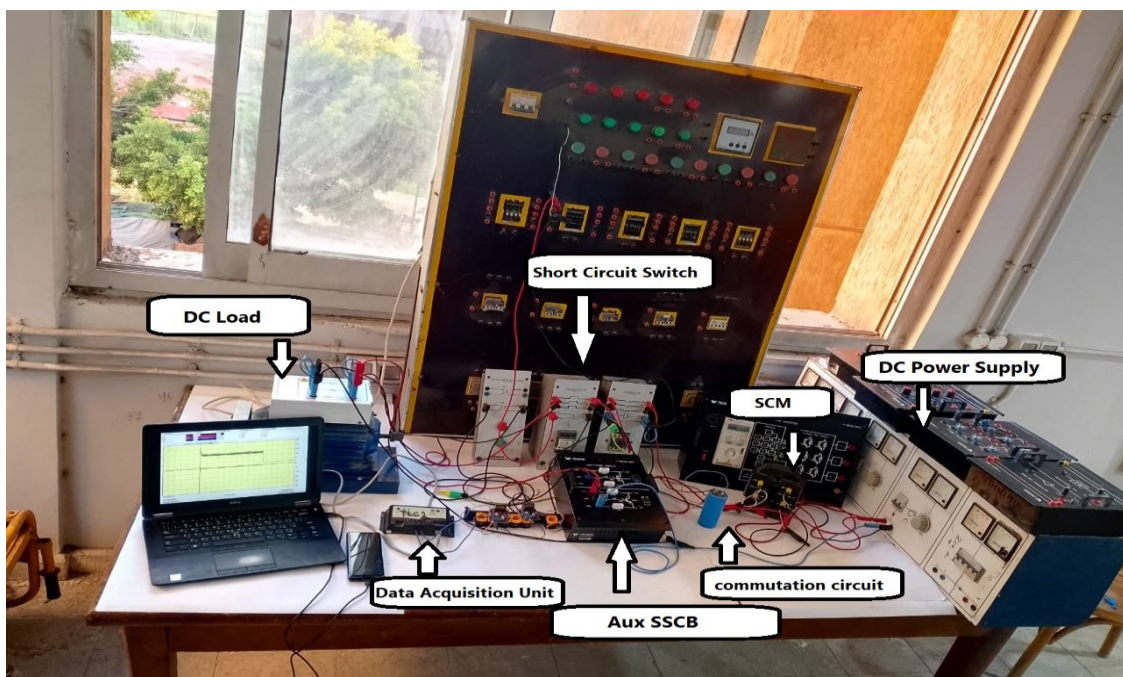 Short Circuit Switch
DC Load
DC Power Supply
SCM
Data Acquisition Unit
commutation circuit
Aux SSCB